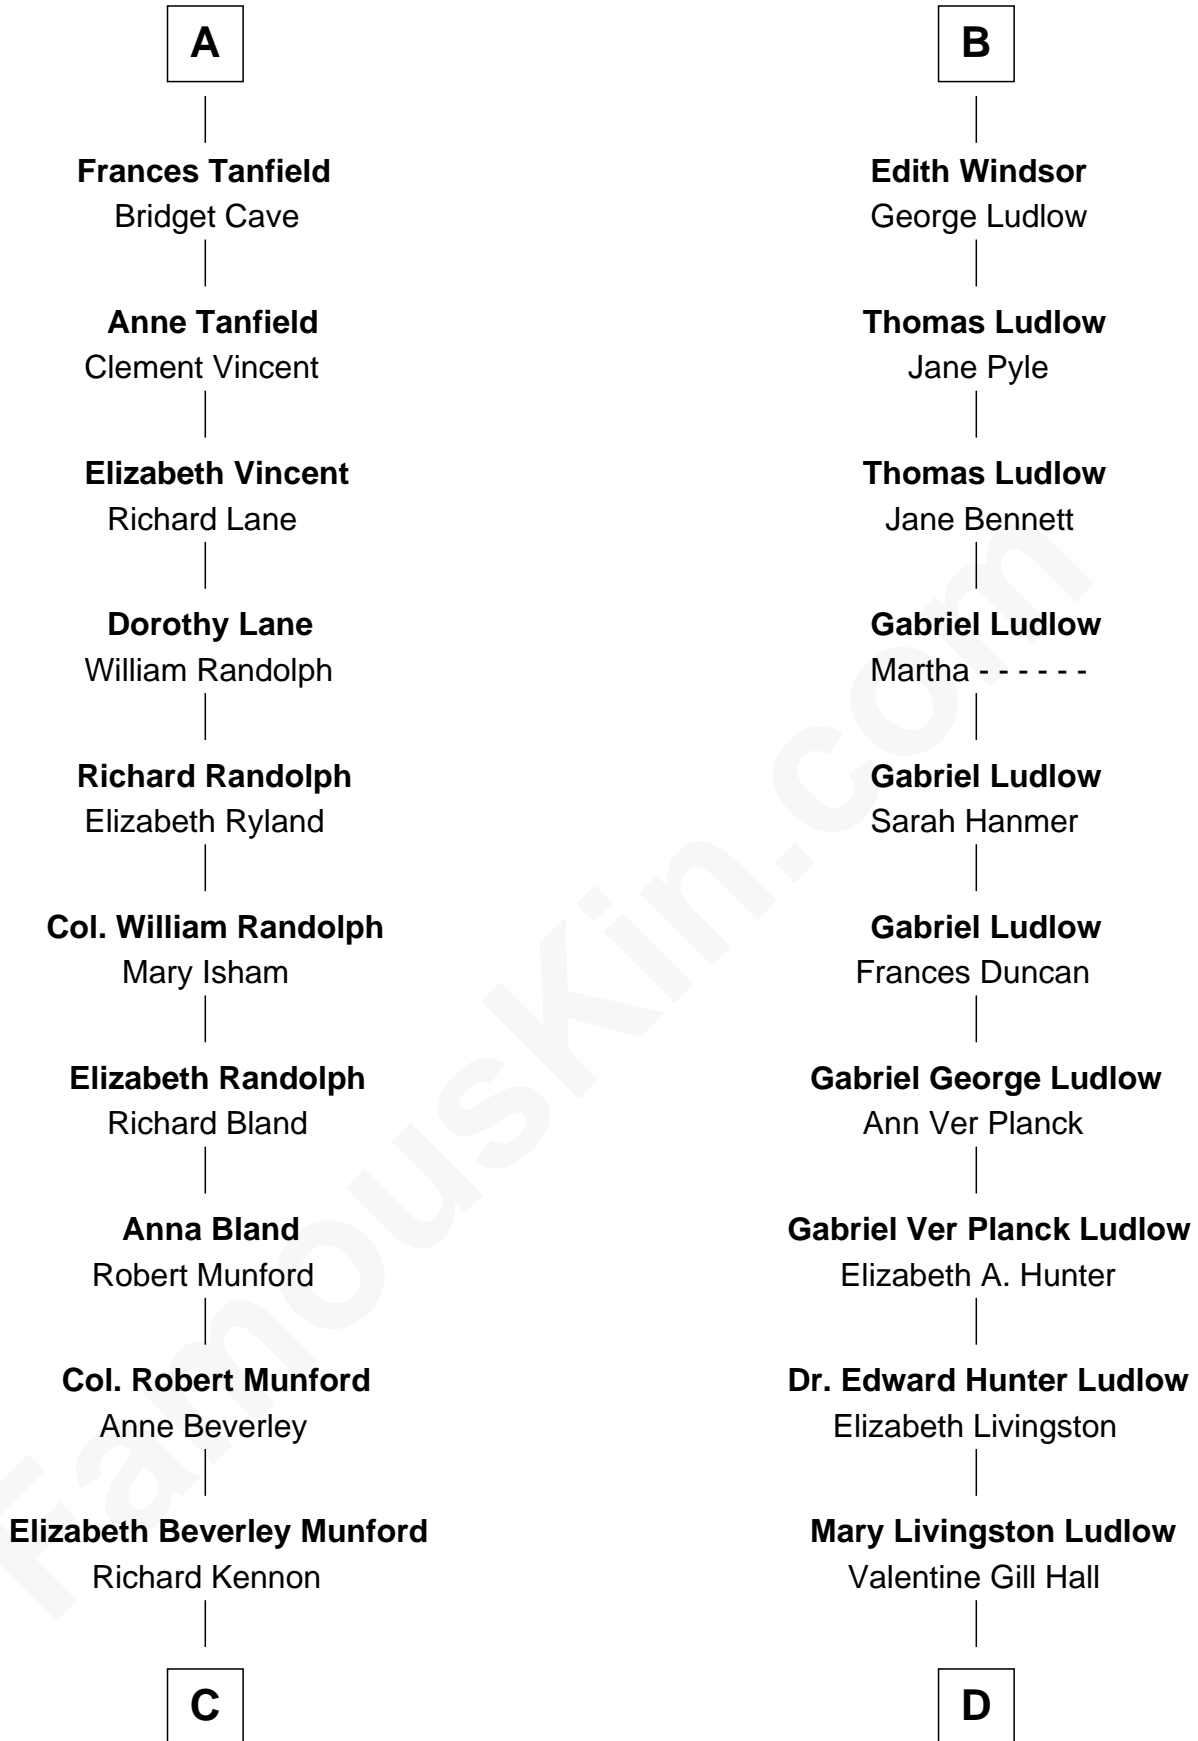 A
Frances Tanfield
Bridget Cave
Anne Tanfield
Clement Vincent
Elizabeth Vincent
Richard Lane
Dorothy Lane
William Randolph
Richard Randolph
Elizabeth Ryland
Col. William Randolph
Mary Isham
Elizabeth Randolph
Richard Bland
Anna Bland
Robert Munford
Col. Robert Munford
Anne Beverley
Elizabeth Beverley Munford
Richard Kennon
C
B
Edith Windsor
George Ludlow
Thomas Ludlow
Jane Pyle
Thomas Ludlow
Jane Bennett
Gabriel Ludlow
Martha - - - - - -
Gabriel Ludlow
Sarah Hanmer
Gabriel Ludlow
Frances Duncan
Gabriel George Ludlow
Ann Ver Planck
Gabriel Ver Planck Ludlow
Elizabeth A. Hunter
Dr. Edward Hunter Ludlow
Elizabeth Livingston
Mary Livingston Ludlow
Valentine Gill Hall
D
FamousKin.com